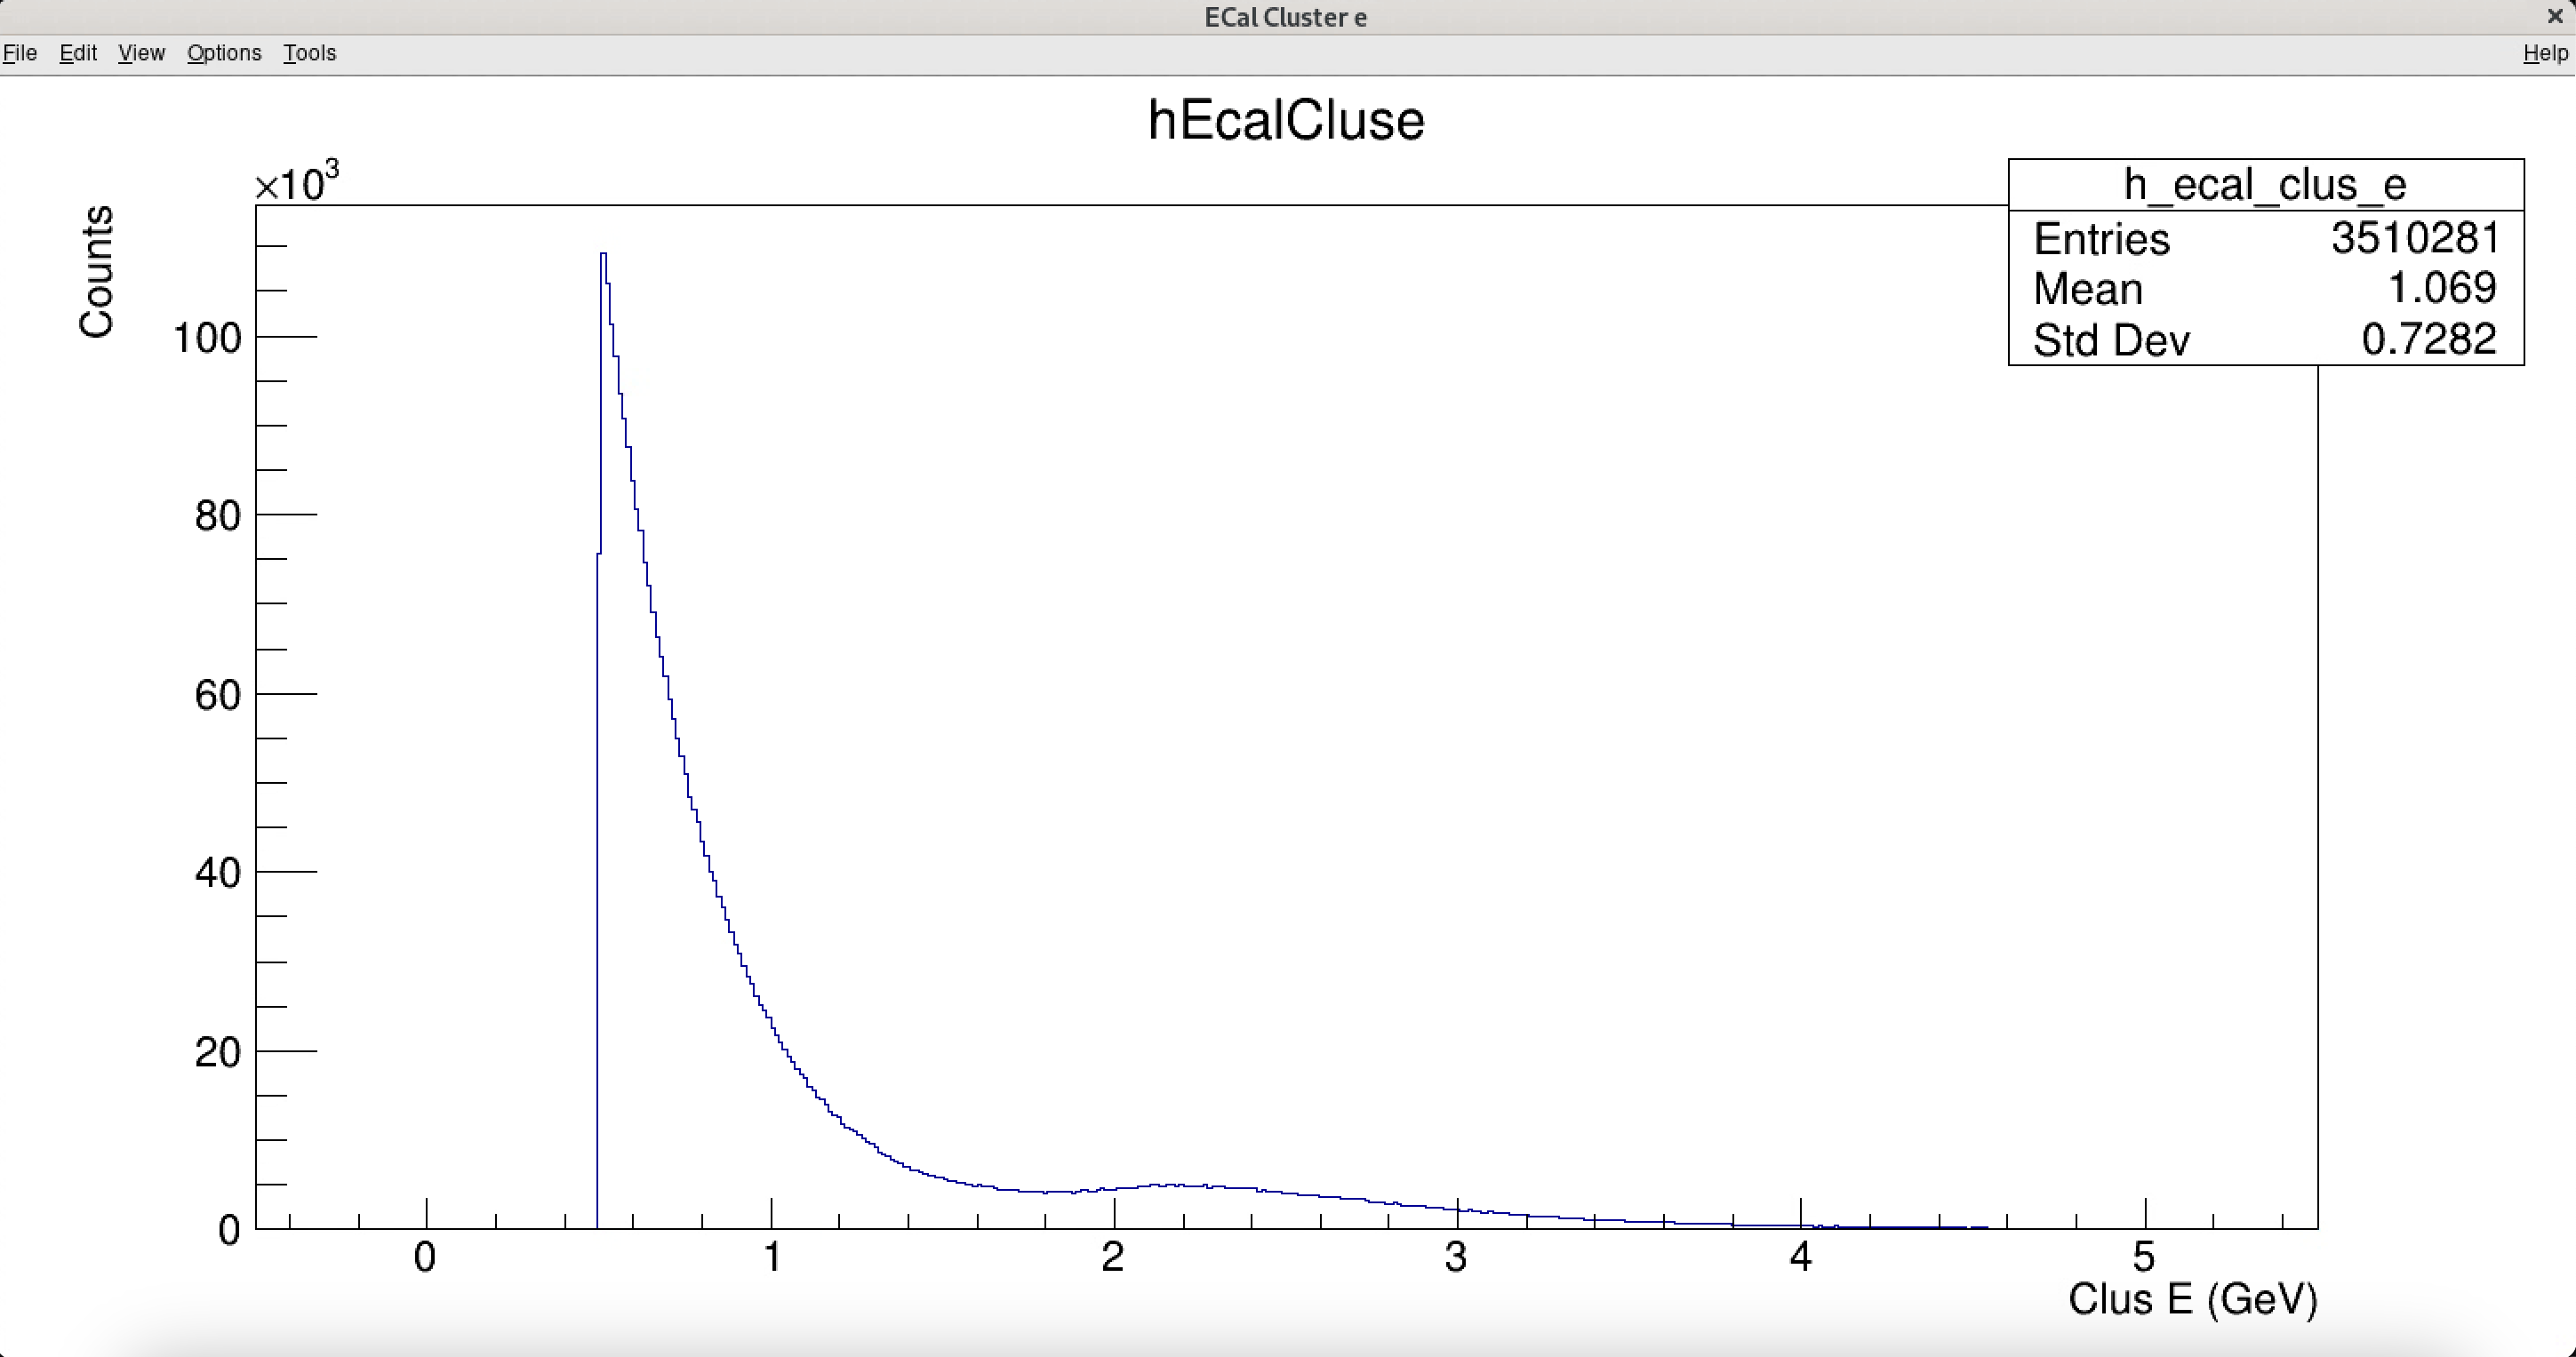 ECal Cluster e ×
File Edit View Options Tools Help
hEcalCluse
×10³
Counts
h_ecal_clus_e
Entries 3510281
Mean 1.069
Std Dev 0.7282
100
80
60
40
20
0
0 1 2 3 4 5
Clus E (GeV)